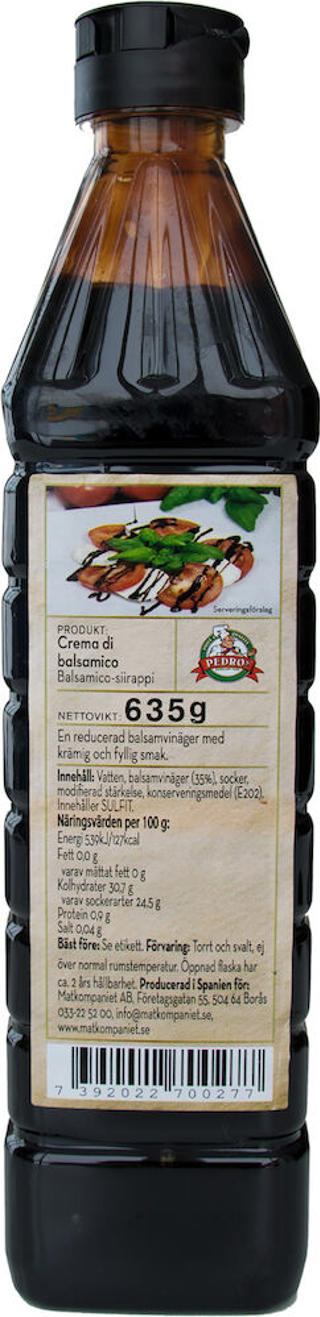 Serveringsförslag
PRODUKT:
Crema di
balsamico
Balsamico-siirappi
PEDRO'S
NETTOVIKT: 635g
En reducerad balsamvinäger med
krämig och fyllig smak.
Innehåll: Vatten, balsamvinäger (35%), socker,
modifierad stärkelse, konserveringsmedel (E202).
Innehåller SULFIT.
Näringsvärden per 100 g:
Energi 539kJ/127kcal
Fett 0,0 g
varav mättat fett 0 g
Kolhydrater 30,7 g
varav sockerarter 24,5 g
Protein 0,9 g
Salt 0,04 g
Bäst före: Se etikett. Förvaring: Torrt och svalt, ej
över normal rumstemperatur. Öppnad flaska har
ca. 2 års hållbarhet. Producerad i Spanien för:
Matkompaniet AB, Företagsgatan 55, 504 64 Borås
033-22 52 00, info@matkompaniet.se,
www.matkompaniet.se
7 392022 700277